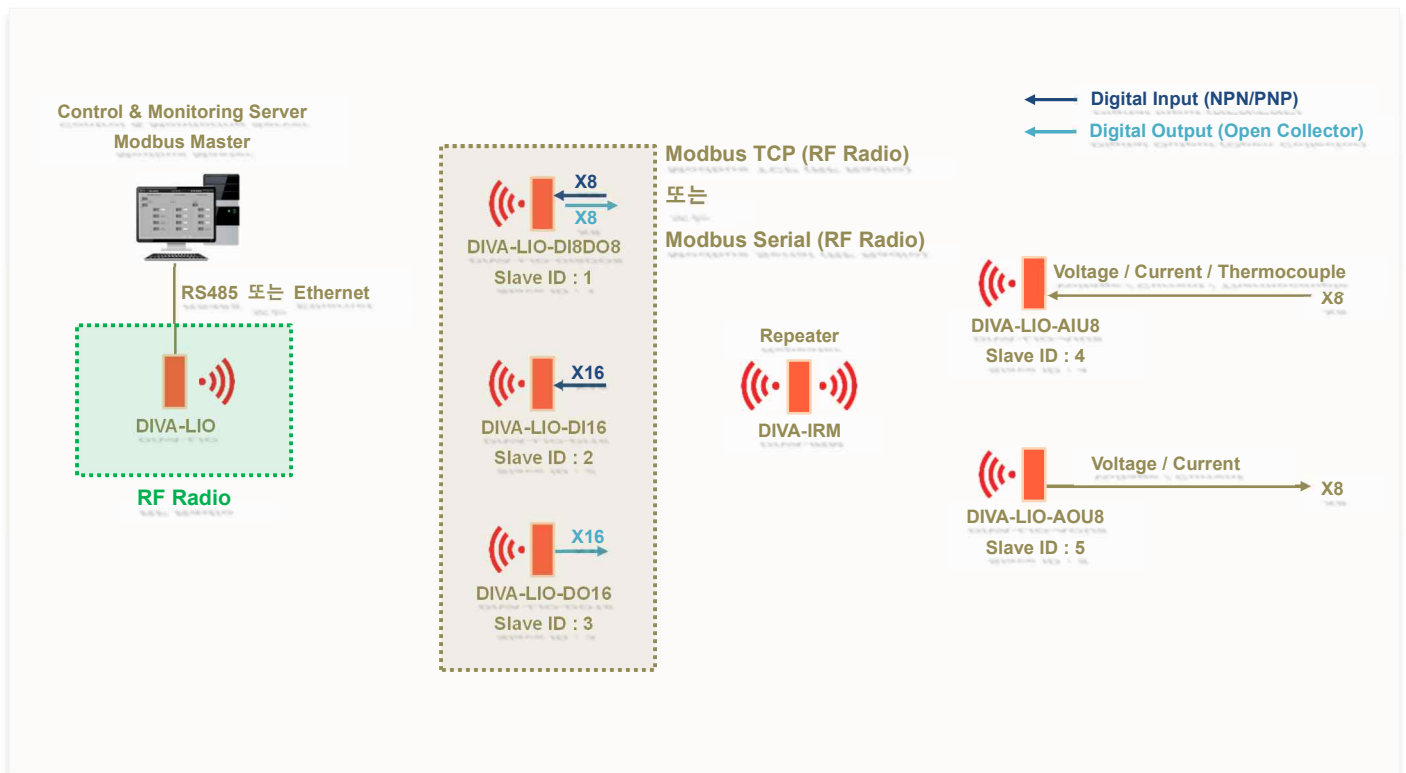 Control & Monitoring Server
Modbus Master
RS485 또는 Ethernet
DIVA-LIO
RF Radio
X8
X8
DIVA-LIO-DI8DO8
Slave ID : 1
X16
DIVA-LIO-DI16
Slave ID : 2
X16
DIVA-LIO-DO16
Slave ID : 3
Modbus TCP (RF Radio)
또는
Modbus Serial (RF Radio)
Repeater
DIVA-IRM
Digital Input (NPN/PNP)
Digital Output (Open Collector)
Voltage / Current / Thermocouple
X8
DIVA-LIO-AIU8
Slave ID : 4
Voltage / Current
X8
DIVA-LIO-AOU8
Slave ID : 5